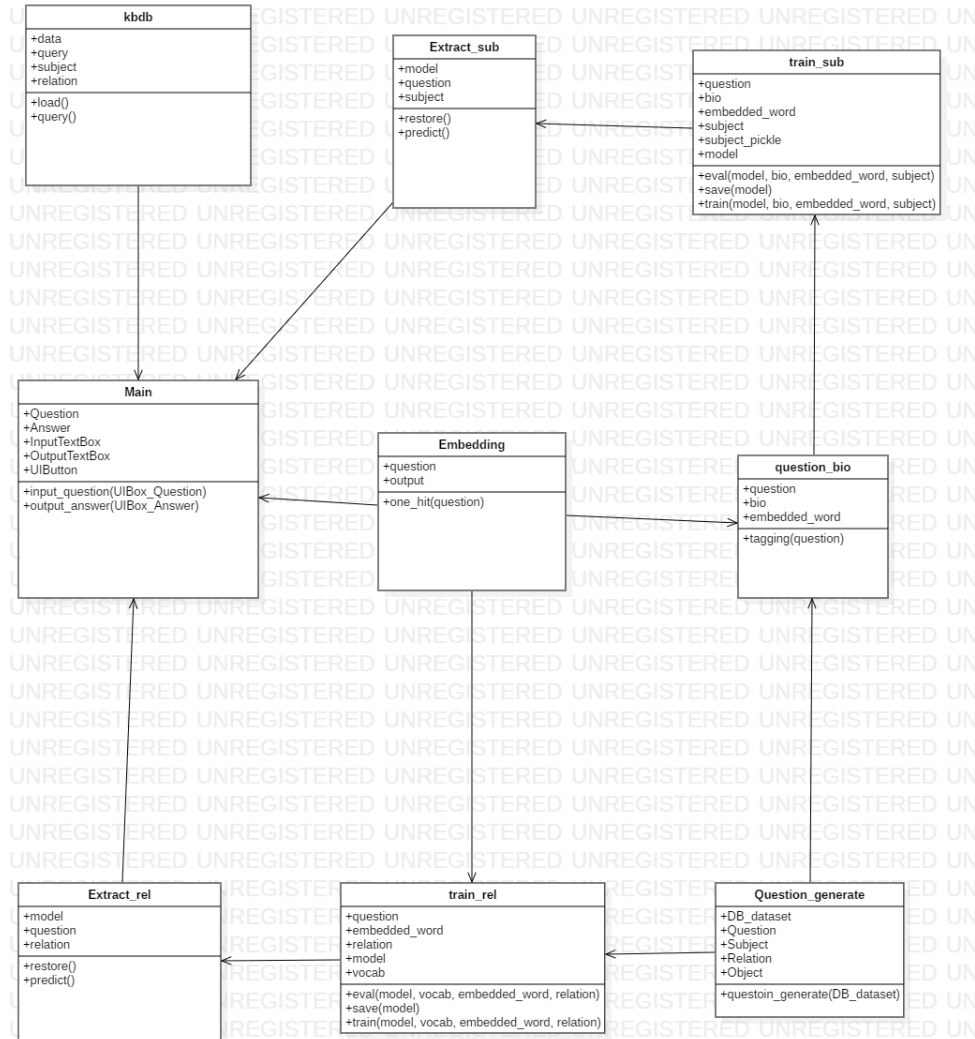 kbdb
+data
+query
+subject
+relation
+load()
+query()
Extract_sub
+model
+question
+subject
+restore()
+predict()
train_sub
+question
+bio
+embedded_word
+subject
+subject_pickle
+model
+eval(model, bio, embedded_word, subject)
+save(model)
+train(model, bio, embedded_word, subject)
Main
+Question
+Answer
+InputTextBox
+OutputTextBox
+UIButton
+input_question(UIBox_Question)
+output_answer(UIBox_Answer)
Embedding
+question
+output
+one_hit(question)
question_bio
+question
+bio
+embedded_word
+tagging(question)
Extract_rel
+model
+question
+relation
+restore()
+predict()
train_rel
+question
+embedded_word
+relation
+model
+vocab
+eval(model, vocab, embedded_word, relation)
+save(model)
+train(model, vocab, embedded_word, relation)
Question_generate
+DB_dataset
+Question
+Subject
+Relation
+Object
+questoin_generate(DB_dataset)
UNREGISTERED